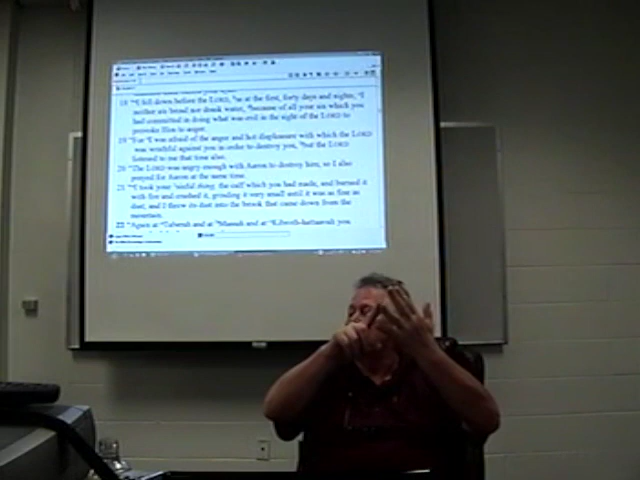 18 "I fell down before the LORD, as at the first, forty days and nights; I
neither ate bread nor drank water, because of all your sin which you
had committed in doing what was evil in the sight of the LORD to
provoke Him to anger.
19 "For I was afraid of the anger and hot displeasure with which the LORD
was wrathful against you in order to destroy you, but the LORD
listened to me that time also.
20 "The LORD was angry enough with Aaron to destroy him; so I also
prayed for Aaron at the same time.
21 "I took your sinful thing, the calf which you had made, and burned it
with fire and crushed it, grinding it very small until it was as fine as
dust; and I threw its dust into the brook that came down from the
mountain.
22 "Again at Taberah and at Massah and at Kibroth-hattaavah you